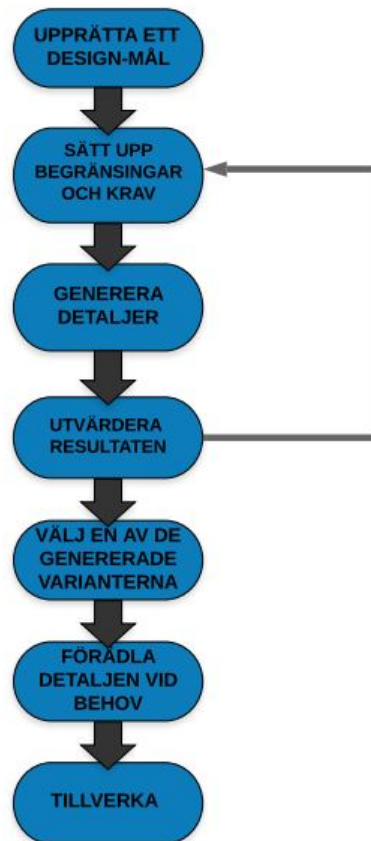 UPPRÄTTA ETT
DESIGN-MÅL
SÄTT UPP
BEGRÄNSINGAR
OCH KRAV
GENERERA
DETALJER
UTVÄRDERA
RESULTATEN
VÄLJ EN AV DE
GENERERADE
VARIANTERNA
FÖRÄDLA
DETALJEN VID
BEHOV
TILLVERKA